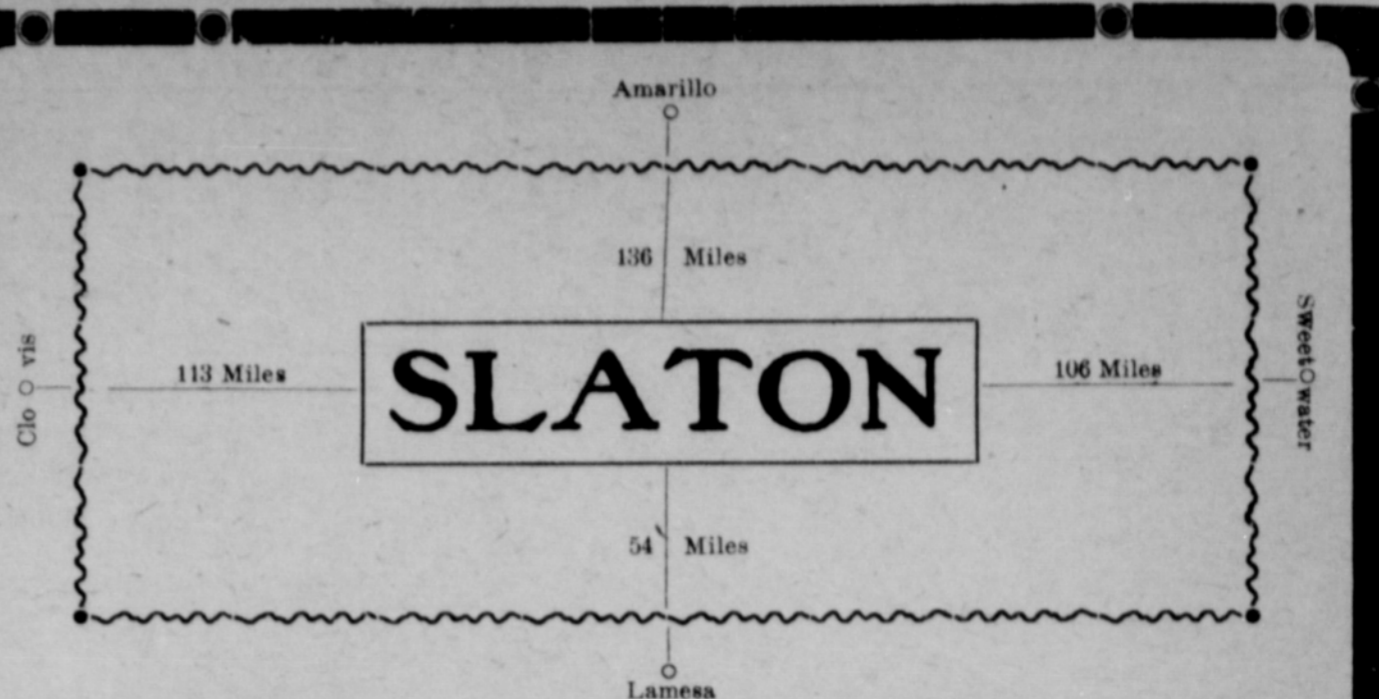 Amarillo
136 Miles
Clo vis
113 Miles
SLATON
106 Miles
Sweet water
54 Miles
Lamesa